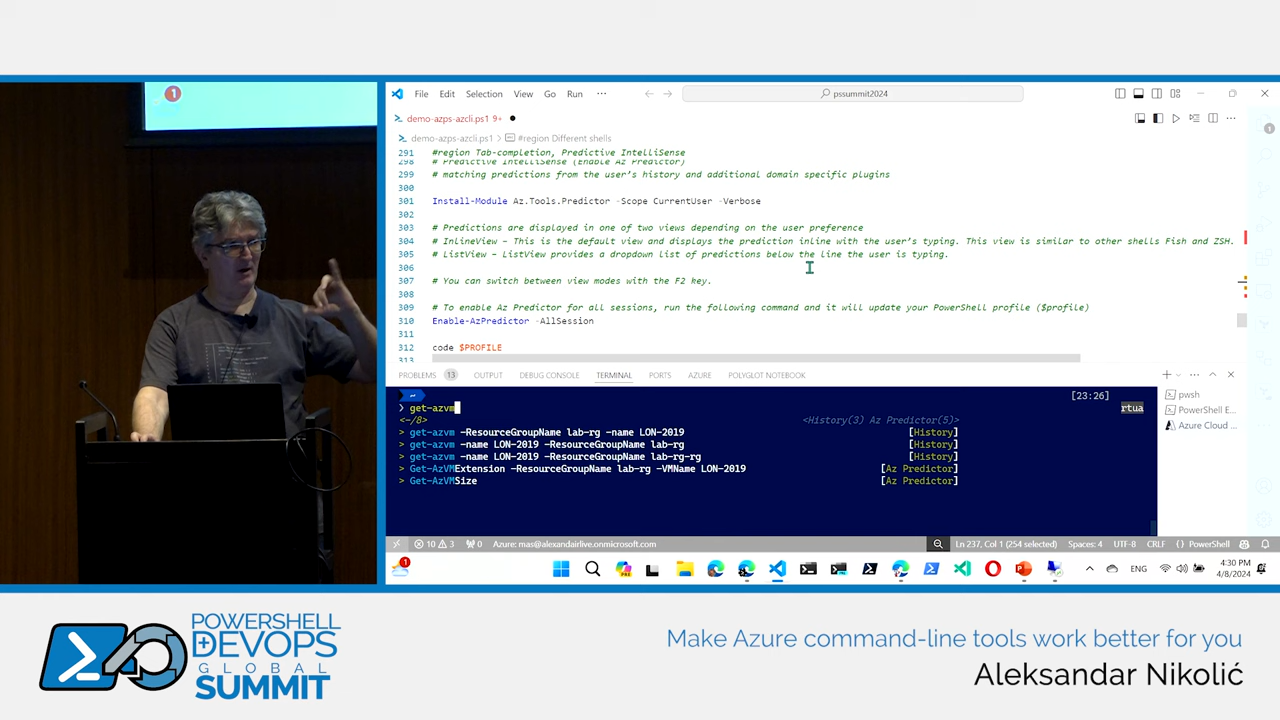 1
File Edit Selection View Go Run ··· pssummit2024
demo-azps-azcli.ps1 9+
demo-azps-azcli.ps1 > #region Different shells
291 #region Tab-completion, Predictive IntelliSense
298 # Predictive IntelliSense (Enable Az Predictor)
299 # matching predictions from the user's history and additional domain specific plugins
300
301 Install-Module Az.Tools.Predictor -Scope CurrentUser -Verbose
302
303 # Predictions are displayed in one of two views depending on the user preference
304 # InlineView – This is the default view and displays the prediction inline with the user's typing. This view is similar to other shells Fish and ZSH.
305 # ListView – ListView provides a dropdown list of predictions below the line the user is typing.
306
307 # You can switch between view modes with the F2 key.
308
309 # To enable Az Predictor for all sessions, run the following command and it will update your PowerShell profile ($profile)
310 Enable-AzPredictor -AllSession
311
312 code $PROFILE
313
PROBLEMS 13 OUTPUT DEBUG CONSOLE TERMINAL PORTS AZURE POLYGLOT NOTEBOOK
~ [23:26]
❯ get-azvm rtua
<-/8> <History(3) Az Predictor(5)>
> get-azvm -ResourceGroupName lab-rg -name LON-2019 [History]
> get-azvm -name LON-2019 -ResourceGroupName lab-rg [History]
> get-azvm -name LON-2019 -ResourceGroupName lab-rg-rg [History]
> Get-AzVMExtension -ResourceGroupName lab-rg -VMName LON-2019 [Az Predictor]
> Get-AzVMSize [Az Predictor]
pwsh
PowerShell E...
Azure Cloud ...
10 3 0 Azure: mas@alexandairlive.onmicrosoft.com Ln 237, Col 1 (254 selected) Spaces: 4 UTF-8 CRLF {} PowerShell
1
ENG 4:30 PM
4/8/2024
POWERSHELL
+ DEVOPS
GLOBAL
SUMMIT
Make Azure command-line tools work better for you
Aleksandar Nikolić